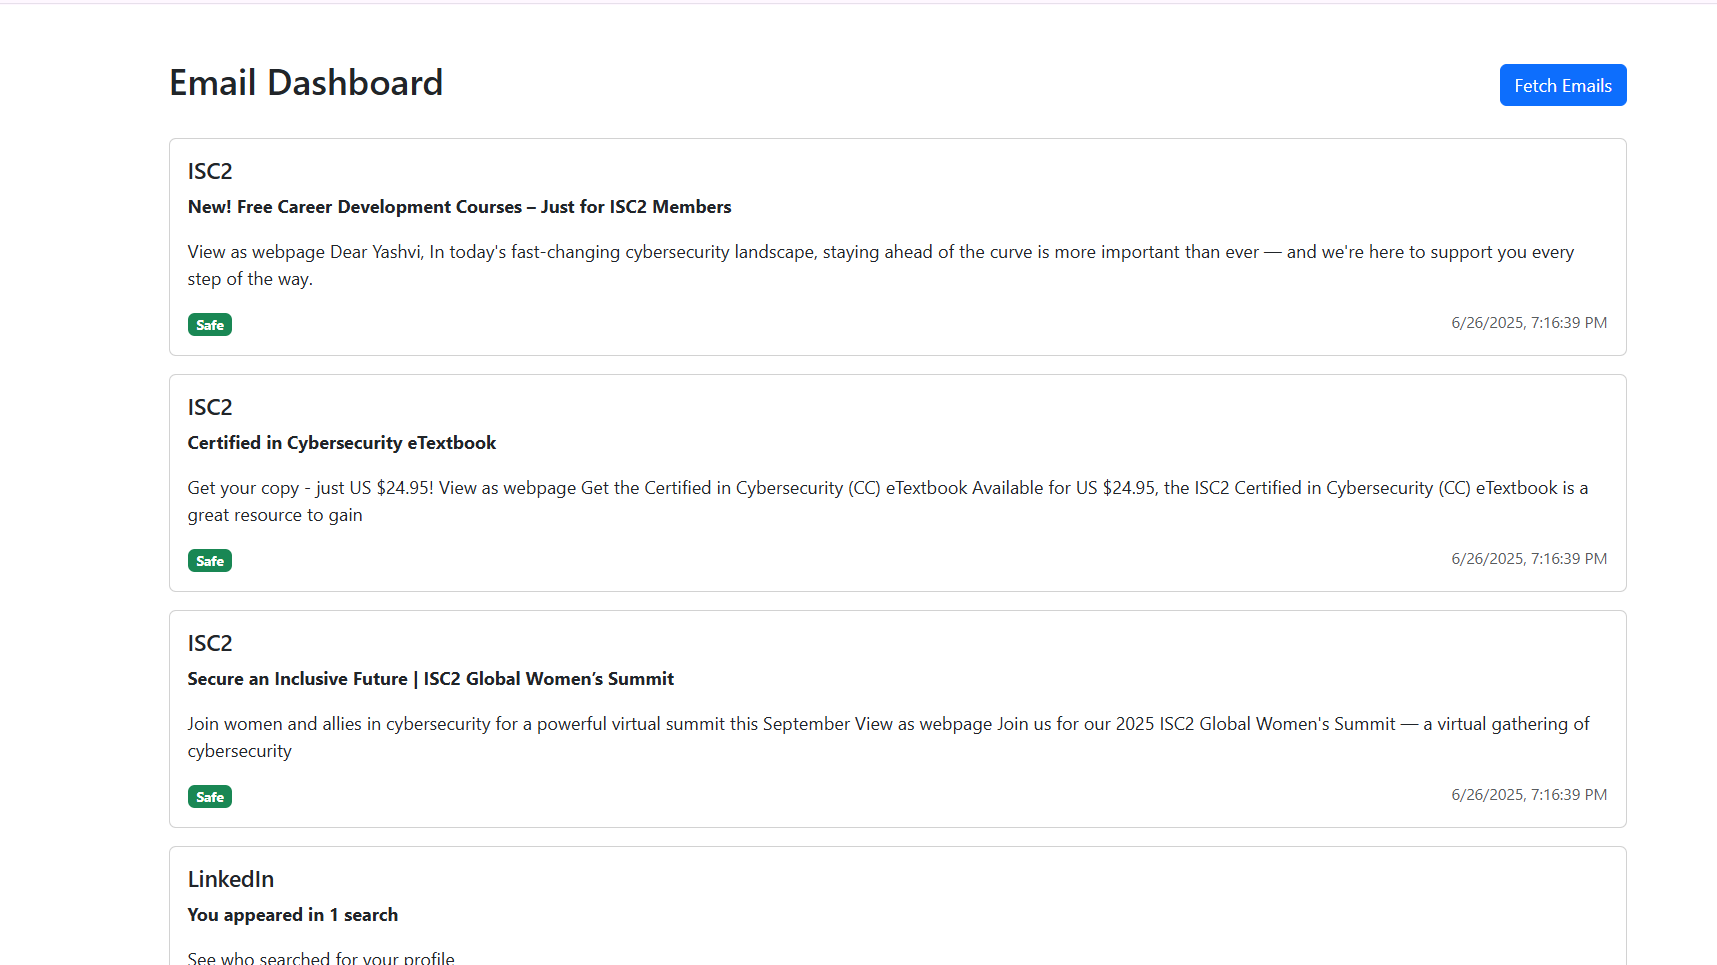 Email Dashboard
Fetch Emails
ISC2
New! Free Career Development Courses – Just for ISC2 Members
View as webpage Dear Yashvi, In today's fast-changing cybersecurity landscape, staying ahead of the curve is more important than ever — and we're here to support you every
step of the way.
Safe
6/26/2025, 7:16:39 PM
ISC2
Certified in Cybersecurity eTextbook
Get your copy - just US $24.95! View as webpage Get the Certified in Cybersecurity (CC) eTextbook Available for US $24.95, the ISC2 Certified in Cybersecurity (CC) eTextbook is a
great resource to gain
Safe
6/26/2025, 7:16:39 PM
ISC2
Secure an Inclusive Future | ISC2 Global Women’s Summit
Join women and allies in cybersecurity for a powerful virtual summit this September View as webpage Join us for our 2025 ISC2 Global Women's Summit — a virtual gathering of
cybersecurity
Safe
6/26/2025, 7:16:39 PM
LinkedIn
You appeared in 1 search
See who searched for your profile